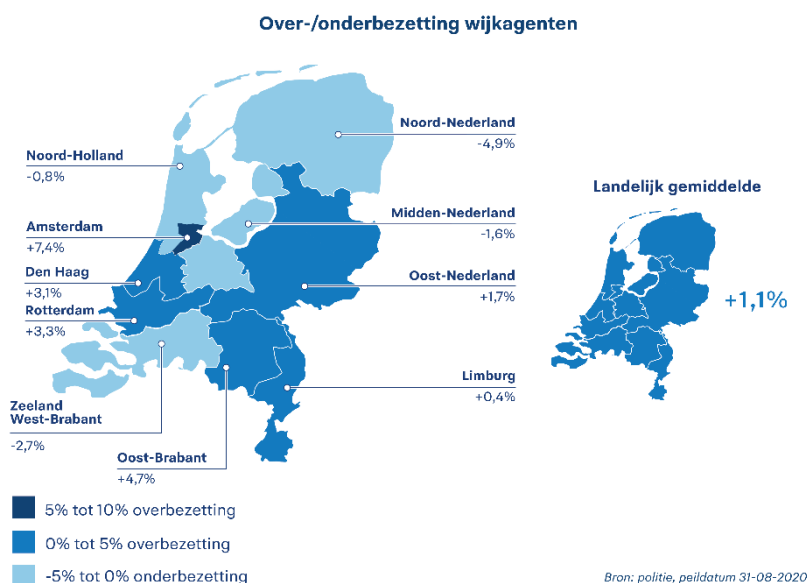 Over-/onderbezetting wijkagenten
Noord-Nederland
-4,9%
Noord-Holland
-0,8%
Landelijk gemiddelde
Midden-Nederland
-1,6%
Amsterdam
+7,4%
Den Haag
+3,1%
Oost-Nederland
+1,7%
+1,1%
Rotterdam
+3,3%
Limburg
+0,4%
Zeeland
West-Brabant
-2,7%
Oost-Brabant
+4,7%
5% tot 10% overbezetting
0% tot 5% overbezetting
-5% tot 0% onderbezetting
Bron: politie, peildatum 31-08-2020